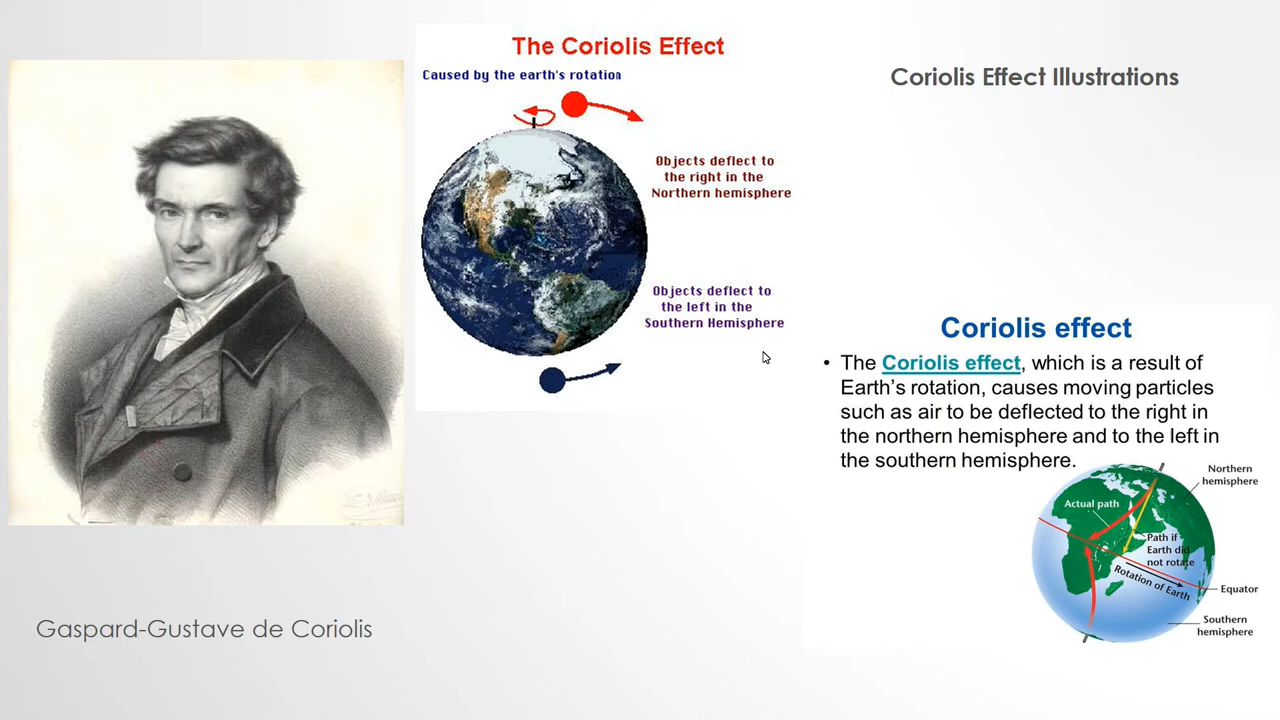 The Coriolis Effect
Caused by the earth's rotation
Objects deflect to
the right in the
Northern hemisphere
Objects deflect to
the left in the
Southern Hemisphere
Gaspard-Gustave de Coriolis
Coriolis Effect Illustrations
Coriolis effect
• The Coriolis effect, which is a result of
Earth's rotation, causes moving particles
such as air to be deflected to the right in
the northern hemisphere and to the left in
the southern hemisphere.
Northern
hemisphere
Actual path
Path if
Earth did
not rotate
Rotation of Earth
Equator
Southern
hemisphere